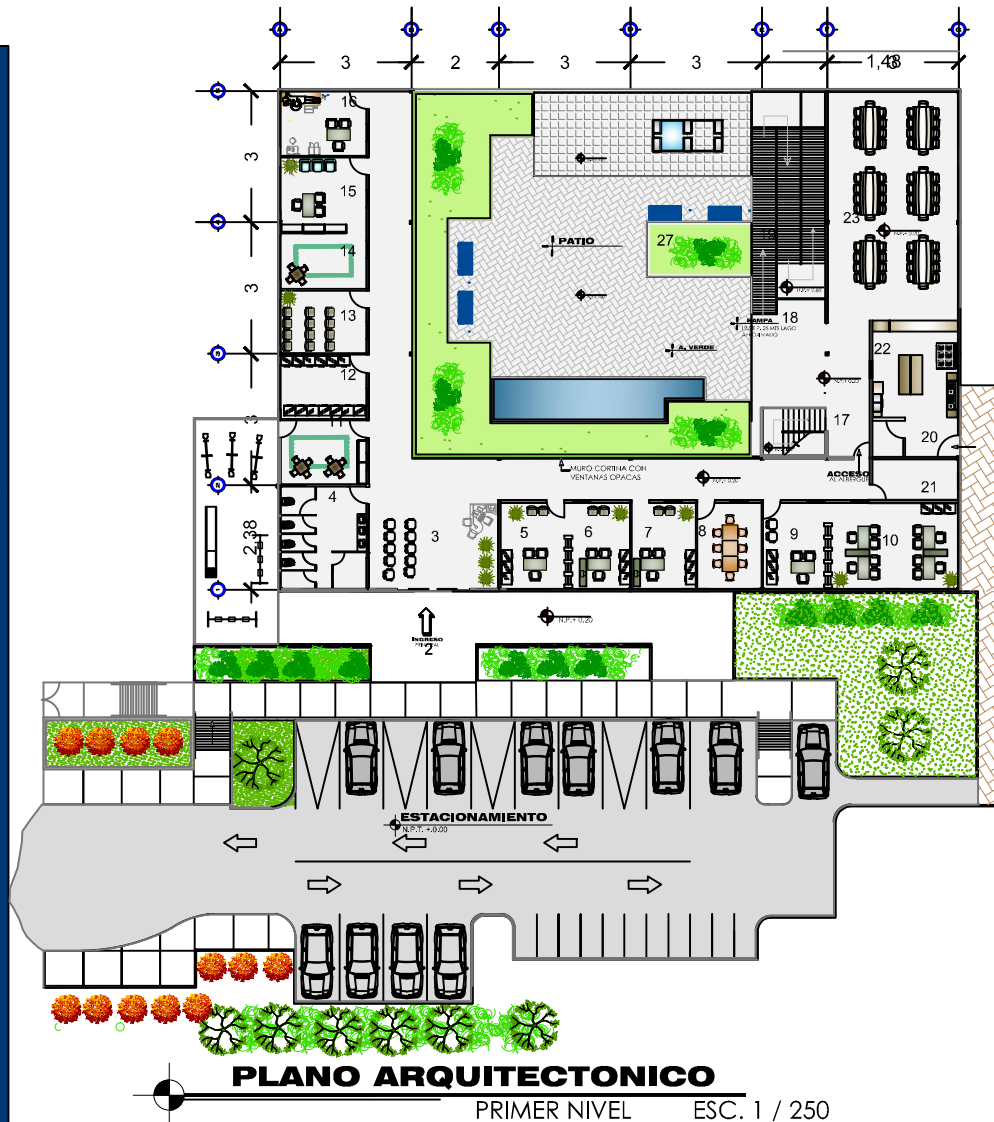 3 2 3 3 1,48 3
16
15
14
13
12
11
4
3
3
3
3
2.38
PATIO
27
A. VERDE
RAMPA
18
23
22
17
20
21
ACCESO
AL ALBERGUE
MURO CORTINA CON
VENTANAS OPACAS
5 6 7 8 9 10
INGRESO
2
N.P.+ 0.20
ESTACIONAMIENTO
N.P.T. +.0.00
PLANO ARQUITECTONICO
PRIMER NIVEL ESC. 1 / 250